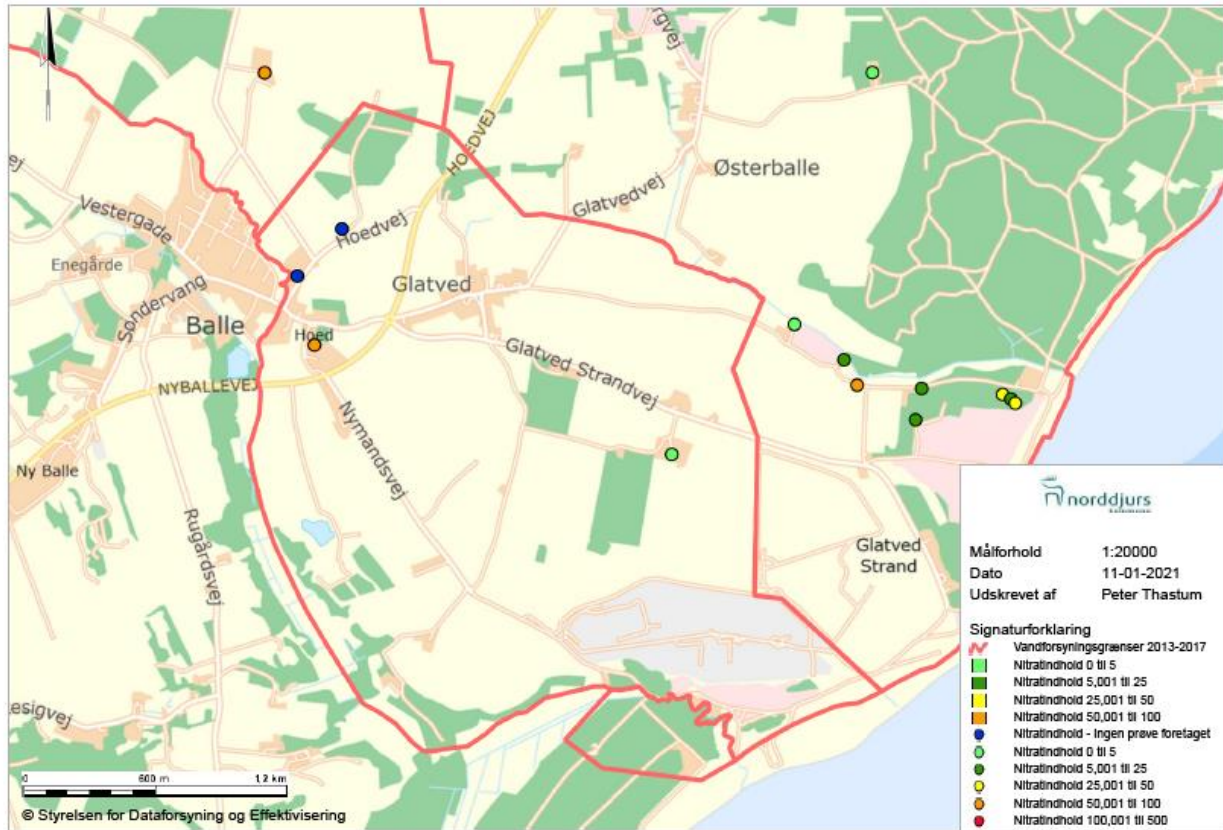 HOEDVEJ
Østerballe
Glatvedvej
Vestergade
Hoedvej
Enegårde
Glatved
Sondervang
Balle
Hoed
Glatved Strandvej
NYBALLEVEJ
Nymandsvej
Ny Balle
Rugårdsvej
Glatved
Strand
esigvej
norddjurs
kommune
Målforhold 1:20000
Dato 11-01-2021
Udskrevet af Peter Thastum
Signaturforklaring
Vandforsyningsgrænser 2013-2017
Nitratindhold 0 til 5
Nitratindhold 5,001 til 25
Nitratindhold 25,001 til 50
Nitratindhold 50,001 til 100
Nitratindhold - Ingen prøve foretaget
Nitratindhold 0 til 5
Nitratindhold 5,001 til 25
Nitratindhold 25,001 til 50
Nitratindhold 50,001 til 100
Nitratindhold 100,001 til 500
0 600 m 1,2 km
© Styrelsen for Dataforsyning og Effektivisering